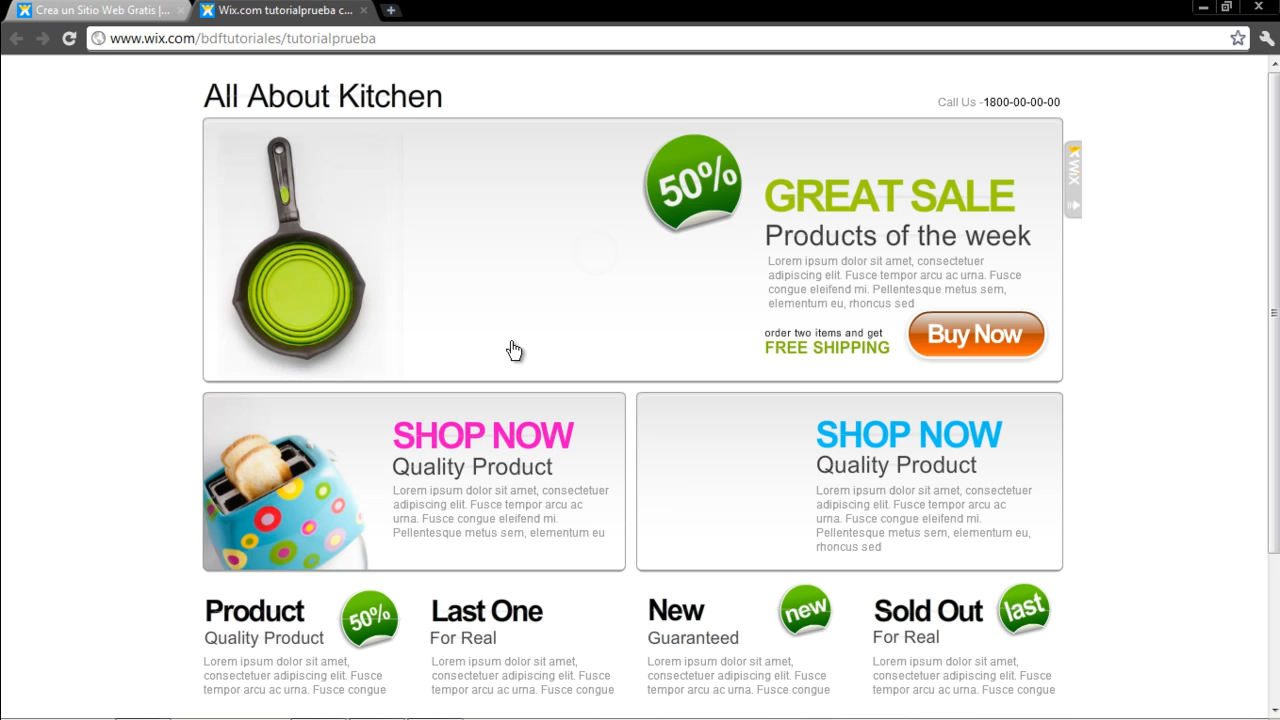 Crea un Sitio Web Gratis |...
Wix.com tutorialprueba c...
www.wix.com/bdftutoriales/tutorialprueba
All About Kitchen
Call Us -1800-00-00-00
WiX
50%
GREAT SALE
Products of the week
Lorem ipsum dolor sit amet, consectetuer
adipiscing elit. Fusce tempor arcu ac urna. Fusce
congue eleifend mi. Pellentesque metus sem,
elementum eu, rhoncus sed
order two items and get
FREE SHIPPING
Buy Now
SHOP NOW
Quality Product
Lorem ipsum dolor sit amet, consectetuer
adipiscing elit. Fusce tempor arcu ac
urna. Fusce congue eleifend mi.
Pellentesque metus sem, elementum eu
SHOP NOW
Quality Product
Lorem ipsum dolor sit amet, consectetuer
adipiscing elit. Fusce tempor arcu ac
urna. Fusce congue eleifend mi.
Pellentesque metus sem, elementum eu,
rhoncus sed
Product
50%
Quality Product
Lorem ipsum dolor sit amet,
consectetuer adipiscing elit. Fusce
tempor arcu ac urna. Fusce congue
Last One
For Real
Lorem ipsum dolor sit amet,
consectetuer adipiscing elit. Fusce
tempor arcu ac urna. Fusce congue
New
new
Guaranteed
Lorem ipsum dolor sit amet,
consectetuer adipiscing elit. Fusce
tempor arcu ac urna. Fusce congue
Sold Out
last
For Real
Lorem ipsum dolor sit amet,
consectetuer adipiscing elit. Fusce
tempor arcu ac urna. Fusce congue